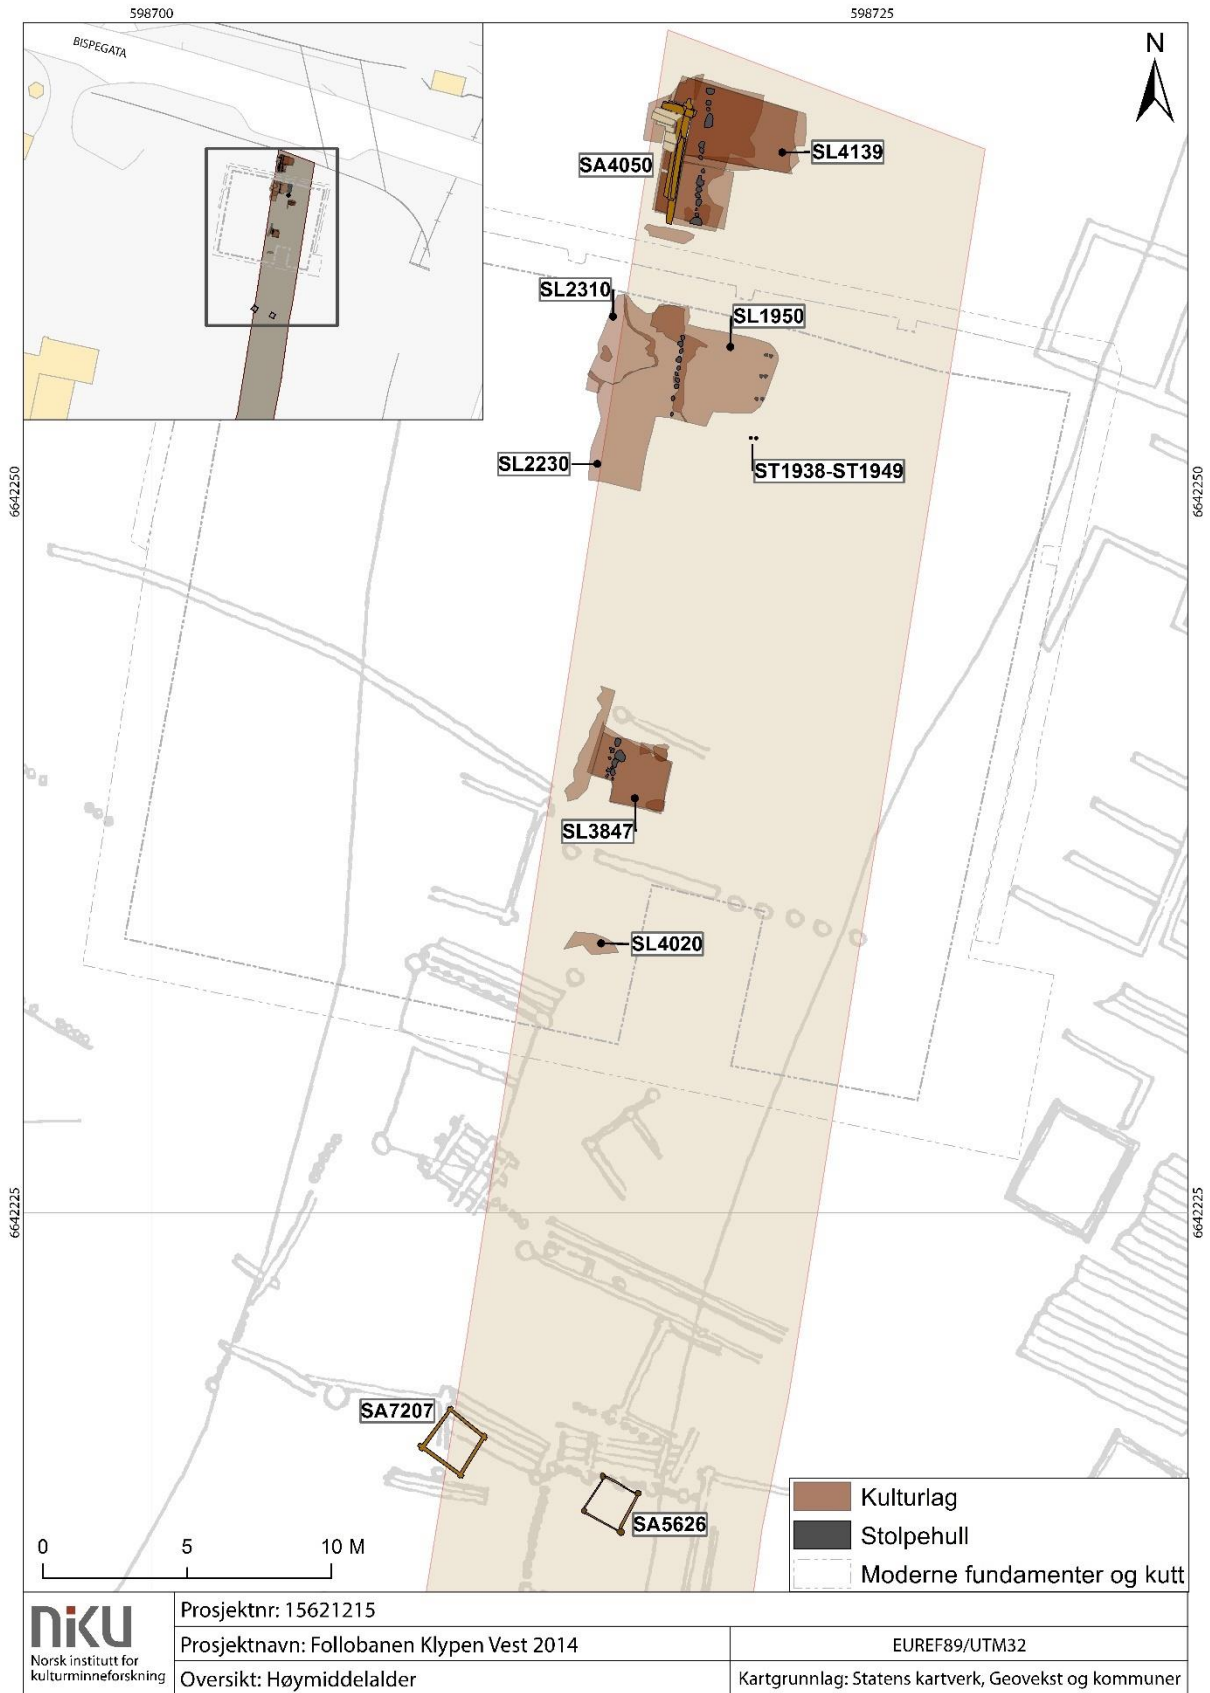 598700
598725
BISPEGATA
N
SA4050
SL4139
SL2310
SL1950
SL2230
ST1938-ST1949
6642250
6642250
SL3847
SL4020
6642225
6642225
SA7207
SA5626
0 5 10 M
Kulturlag
Stolpehull
Moderne fundamenter og kutt
niKU
Norsk institutt for
kulturminneforskning
Prosjektnr: 15621215
Prosjektnavn: Follobanen Klypen Vest 2014
EUREF89/UTM32
Oversikt: Høymiddelalder
Kartgrunnlag: Statens kartverk, Geovekst og kommuner